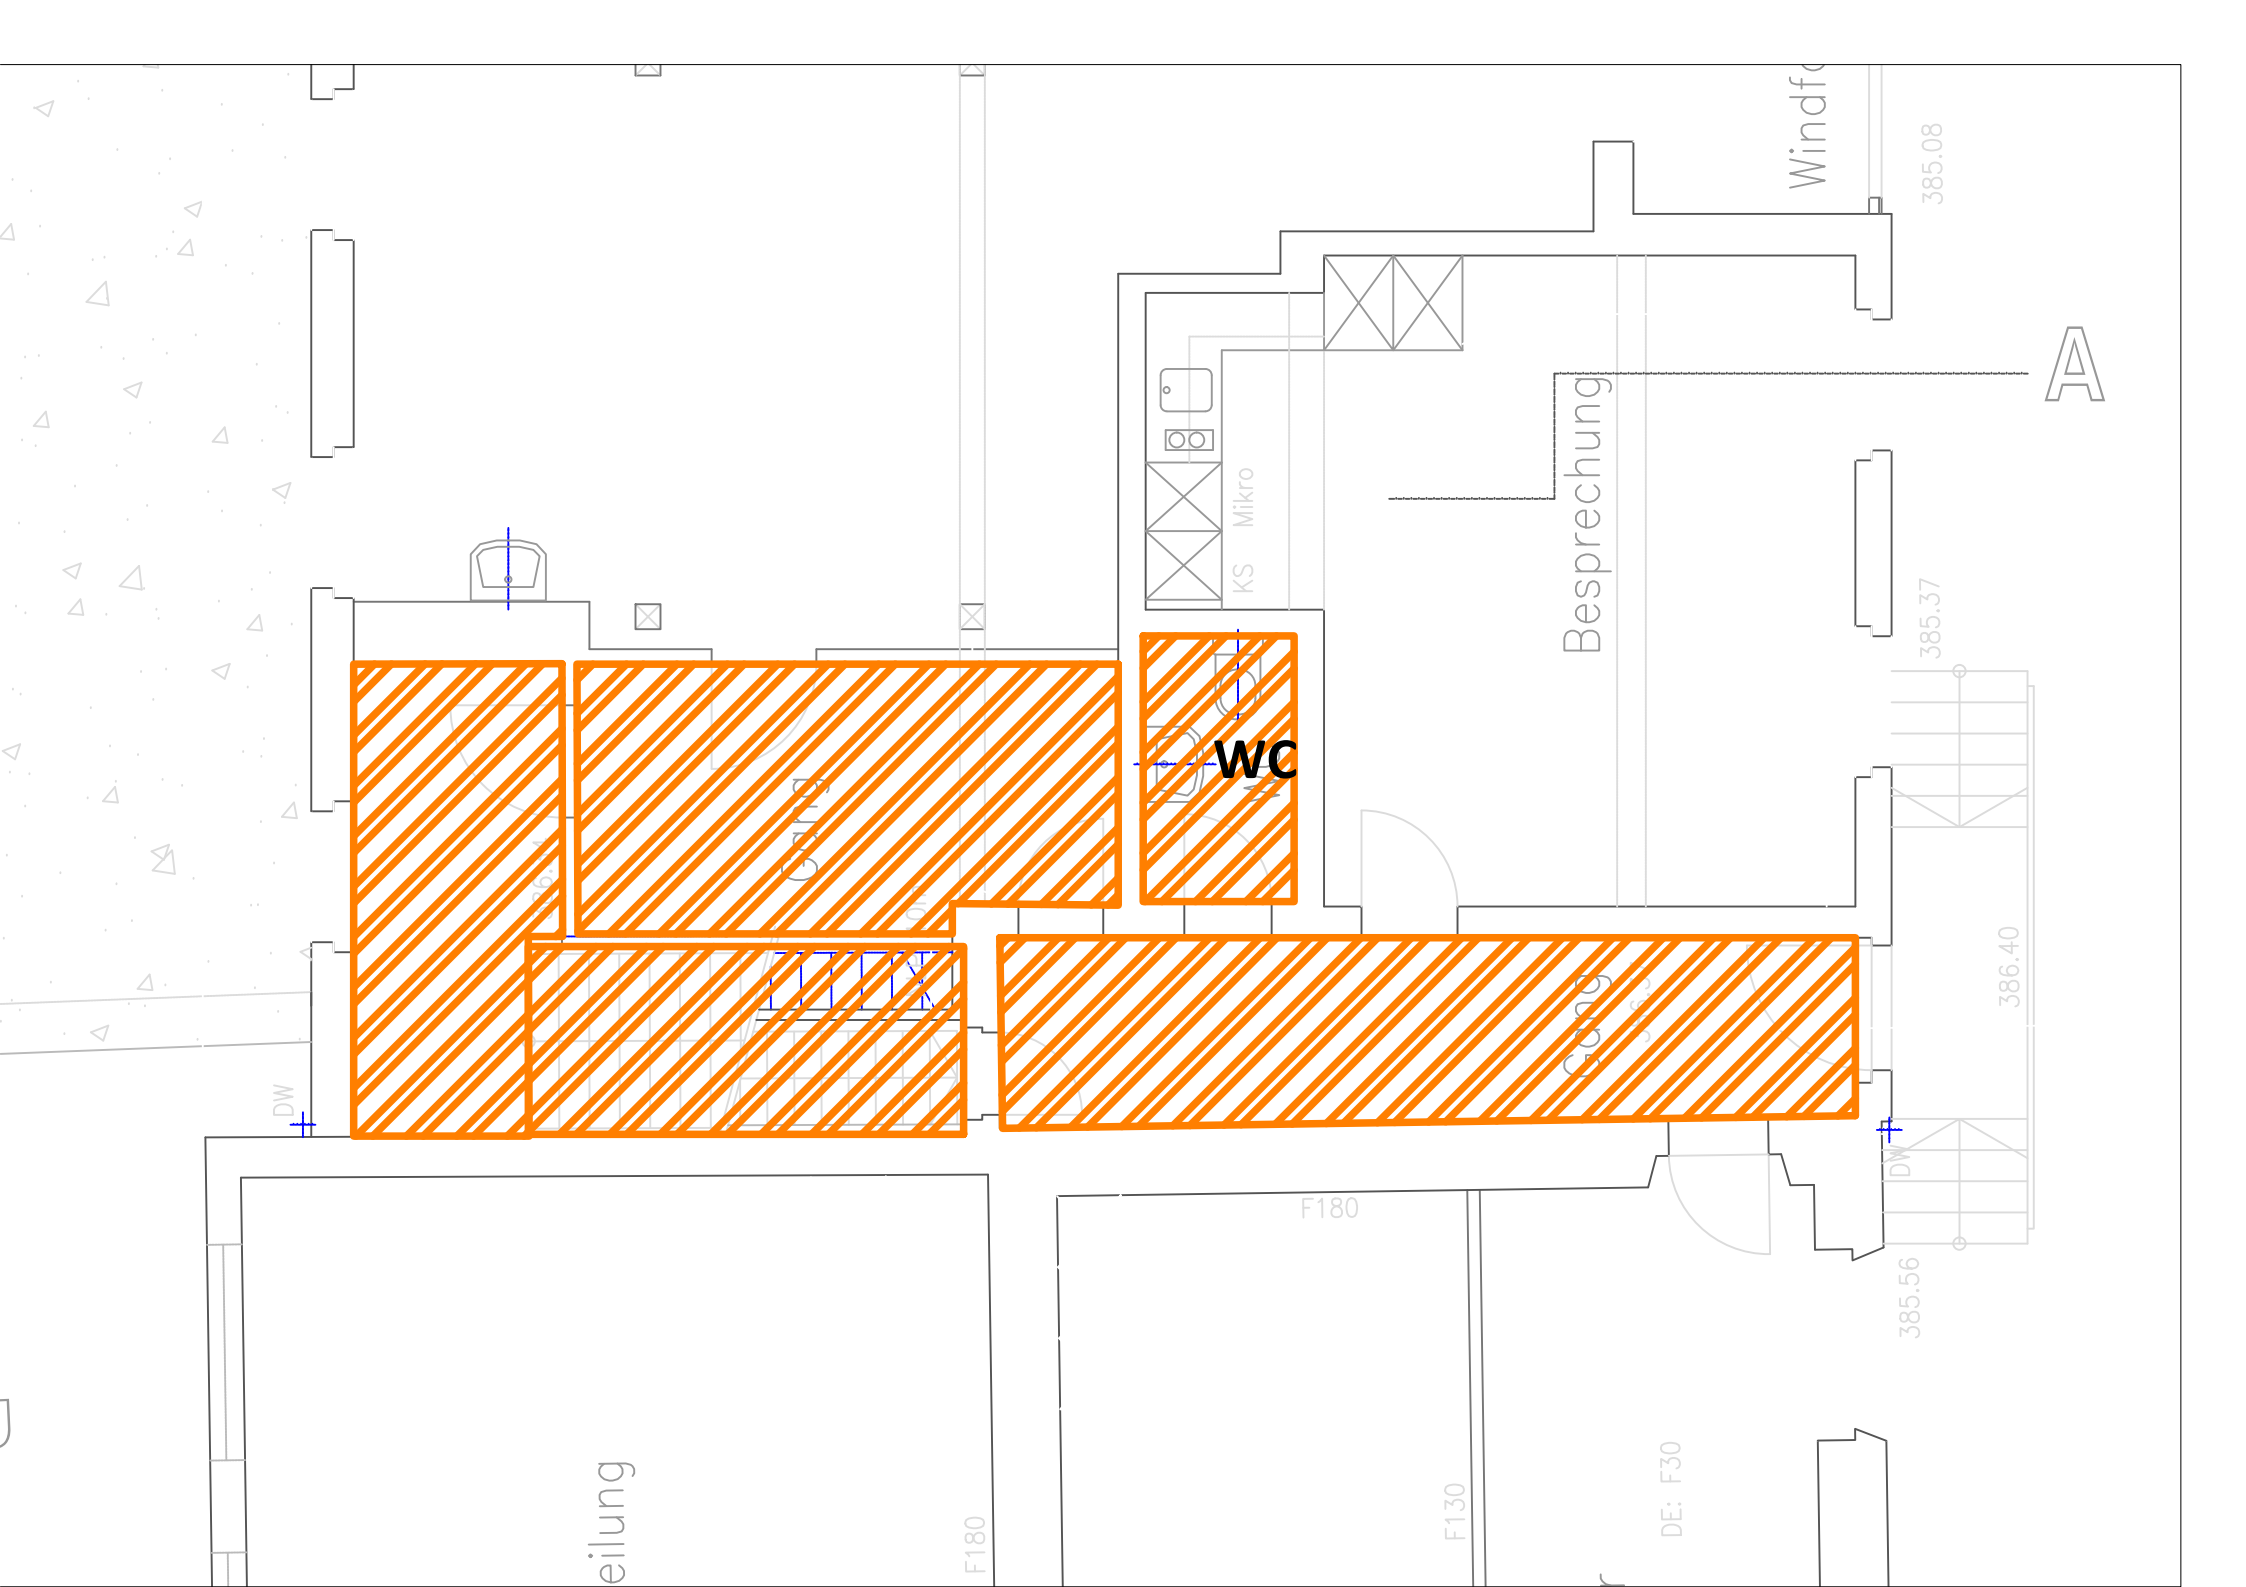 Windf
385.08
A
Mikro
KS
Besprechung
385.37
WC
Gang
386.40
Gang
DW
DW
F180
385.56
eilung
F180
F130
DE: F30